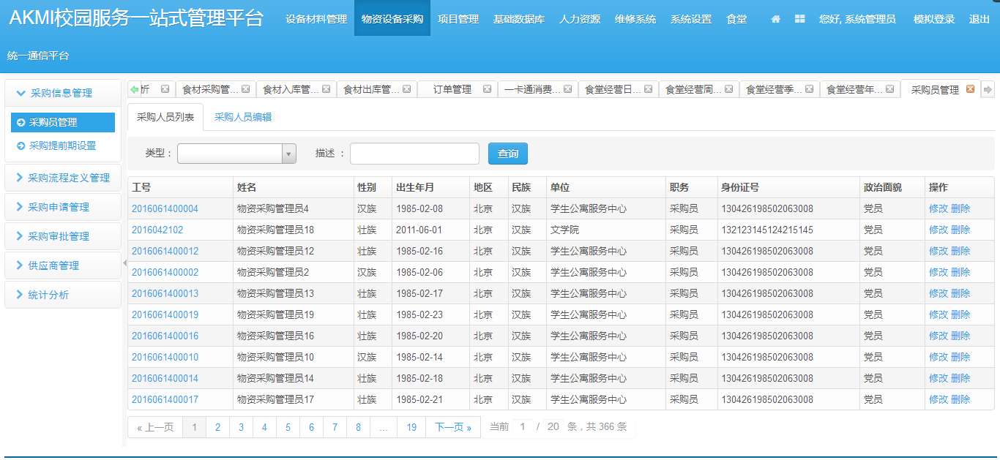 AKMI校园服务一站式管理平台 设备材料管理 物资设备采购 项目管理 基础数据库 人力资源 维修系统 系统设置 食堂 您好, 系统管理员 模拟登录 退出
统一通信平台
采购信息管理
采购员管理
采购提前期设置
采购流程定义管理
采购申请管理
采购审批管理
供应商管理
统计分析
析 食材采购管... 食材入库管... 食材出库管... 订单管理 一卡通消费... 食堂经营日... 食堂经营周... 食堂经营季... 食堂经营年... 采购员管理
采购人员列表 采购人员编辑
类型： 描述 ： 查询
工号 姓名 性别 出生年月 地区 民族 单位 职务 身份证号 政治面貌 操作
2016061400004 物资采购管理员4 汉族 1985-02-08 北京 汉族 学生公寓服务中心 采购员 130426198502063008 党员 修改 删除
2016042102 物资采购管理员18 壮族 2011-06-01 北京 汉族 文学院 采购员 132123145124215145 党员 修改 删除
2016061400012 物资采购管理员12 壮族 1985-02-16 北京 汉族 学生公寓服务中心 采购员 130426198502063008 党员 修改 删除
2016061400002 物资采购管理员2 汉族 1985-02-06 北京 汉族 学生公寓服务中心 采购员 130426198502063008 党员 修改 删除
2016061400013 物资采购管理员13 壮族 1985-02-17 北京 汉族 学生公寓服务中心 采购员 130426198502063008 党员 修改 删除
2016061400019 物资采购管理员19 壮族 1985-02-23 北京 汉族 学生公寓服务中心 采购员 130426198502063008 党员 修改 删除
2016061400016 物资采购管理员16 壮族 1985-02-20 北京 汉族 学生公寓服务中心 采购员 130426198502063008 党员 修改 删除
2016061400010 物资采购管理员10 汉族 1985-02-14 北京 汉族 学生公寓服务中心 采购员 130426198502063008 党员 修改 删除
2016061400014 物资采购管理员14 壮族 1985-02-18 北京 汉族 学生公寓服务中心 采购员 130426198502063008 党员 修改 删除
2016061400017 物资采购管理员17 壮族 1985-02-21 北京 汉族 学生公寓服务中心 采购员 130426198502063008 党员 修改 删除
« 上一页 1 2 3 4 5 6 7 8 ... 19 下一页 » 当前 1 / 20 条，共 366 条